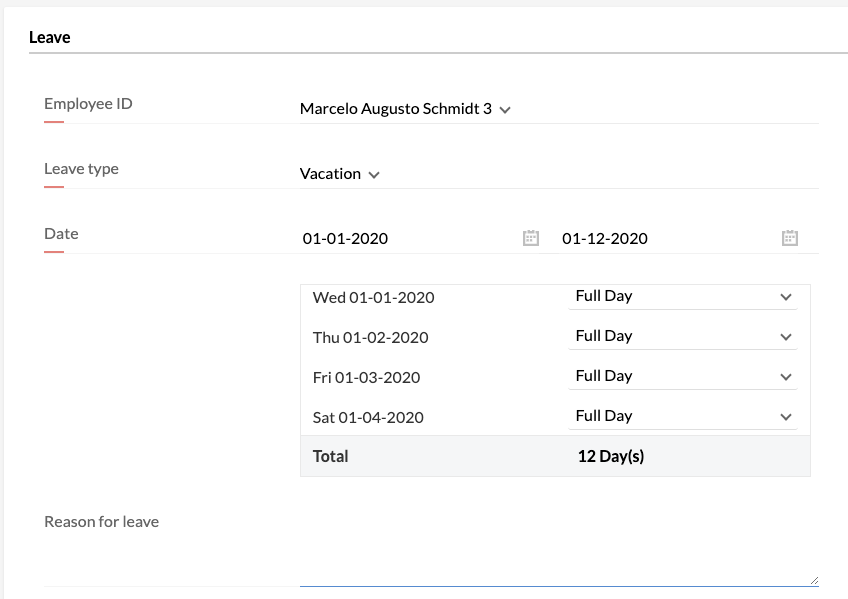 Leave
Employee ID
Marcelo Augusto Schmidt 3
Leave type
Vacation
Date
01-01-2020
01-12-2020
Wed 01-01-2020 Full Day
Thu 01-02-2020 Full Day
Fri 01-03-2020 Full Day
Sat 01-04-2020 Full Day
Total 12 Day(s)
Reason for leave